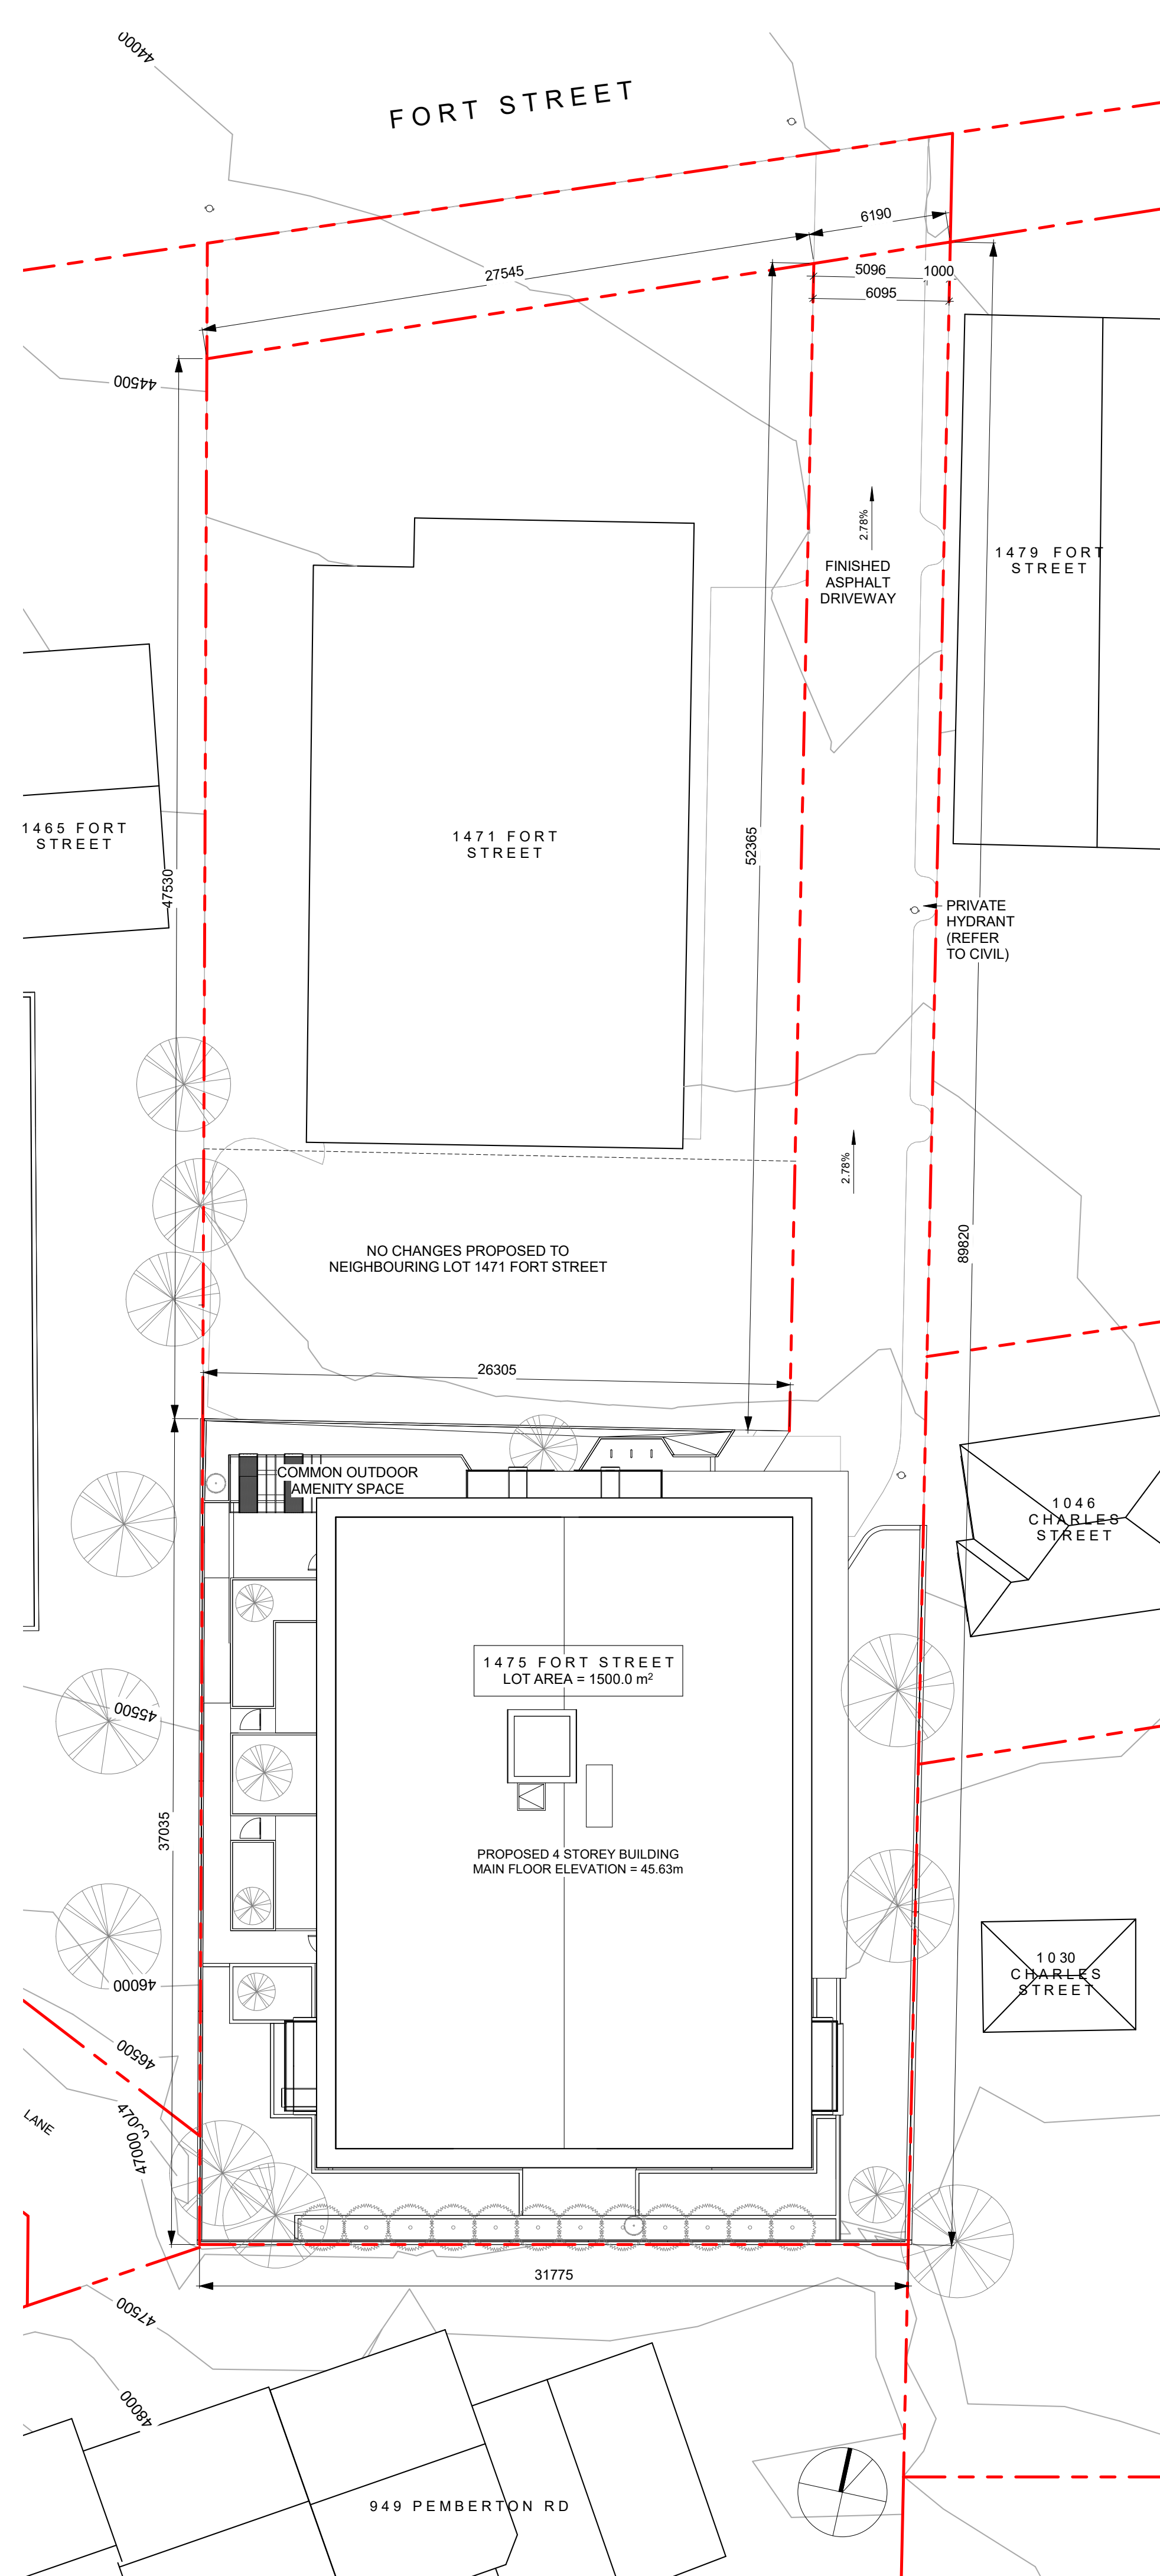 44000
FORT STREET
6190
27545
5096
1000
6095
44500
2.78%
FINISHED
ASPHALT
DRIVEWAY
1479 FORT
STREET
1465 FORT
STREET
1471 FORT
STREET
52365
47530
PRIVATE
HYDRANT
(REFER
TO CIVIL)
2.78%
89820
NO CHANGES PROPOSED TO
NEIGHBOURING LOT 1471 FORT STREET
26305
COMMON OUTDOOR
AMENITY SPACE
1046
CHARLES
STREET
1475 FORT STREET
LOT AREA = 1500.0 m²
45500
37035
PROPOSED 4 STOREY BUILDING
MAIN FLOOR ELEVATION = 45.63m
1030
CHARLES
STREET
46000
46500
LANE
47000
31775
47500
48000
949 PEMBERTON RD